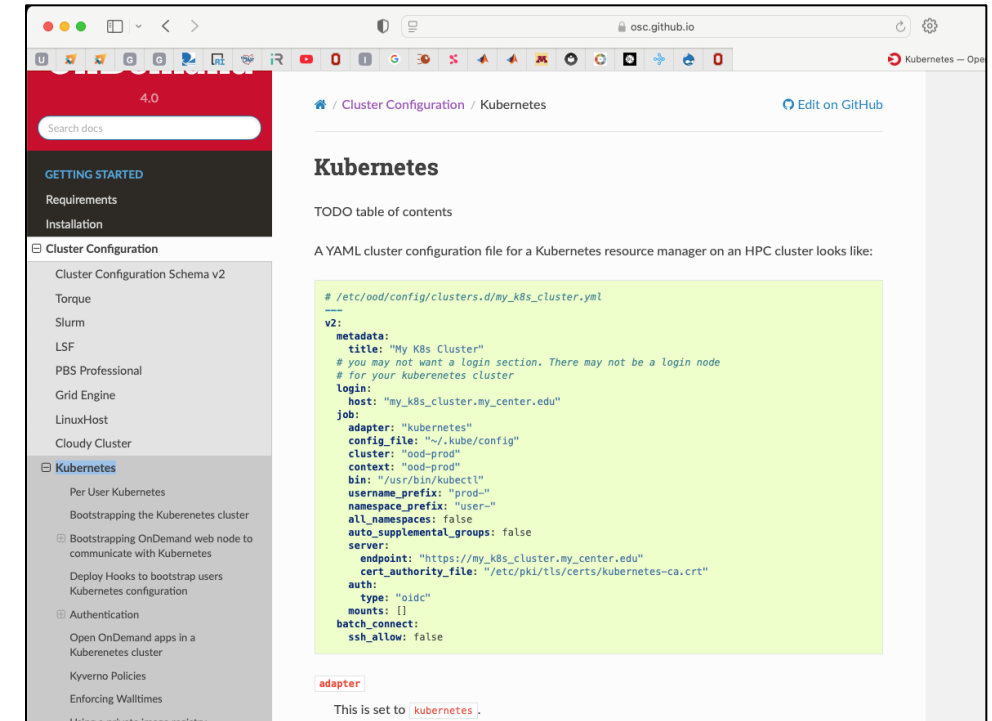 osc.github.io
Kubernetes — Ope
OnDemand
4.0
Search docs
GETTING STARTED
Requirements
Installation
Cluster Configuration
Cluster Configuration Schema v2
Torque
Slurm
LSF
PBS Professional
Grid Engine
LinuxHost
Cloudy Cluster
Kubernetes
Per User Kubernetes
Bootstrapping the Kuberenetes cluster
Bootstrapping OnDemand web node to
communicate with Kubernetes
Deploy Hooks to bootstrap users
Kubernetes configuration
Authentication
Open OnDemand apps in a
Kuberenetes cluster
Kyverno Policies
Enforcing Walltimes
Using a private image registry
/ Cluster Configuration / Kubernetes
Edit on GitHub
Kubernetes
TODO table of contents
A YAML cluster configuration file for a Kubernetes resource manager on an HPC cluster looks like:
# /etc/ood/config/clusters.d/my_k8s_cluster.yml
---
v2:
  metadata:
    title: "My K8s Cluster"
  # you may not want a login section. There may not be a login node
  # for your kuberenetes cluster
  login:
    host: "my_k8s_cluster.my_center.edu"
  job:
    adapter: "kubernetes"
    config_file: "~/.kube/config"
    cluster: "ood-prod"
    context: "ood-prod"
    bin: "/usr/bin/kubectl"
    username_prefix: "prod-"
    namespace_prefix: "user-"
    all_namespaces: false
    auto_supplemental_groups: false
    server:
      endpoint: "https://my_k8s_cluster.my_center.edu"
      cert_authority_file: "/etc/pki/tls/certs/kubernetes-ca.crt"
    auth:
      type: "oidc"
    mounts: []
  batch_connect:
    ssh_allow: false
adapter
This is set to kubernetes.